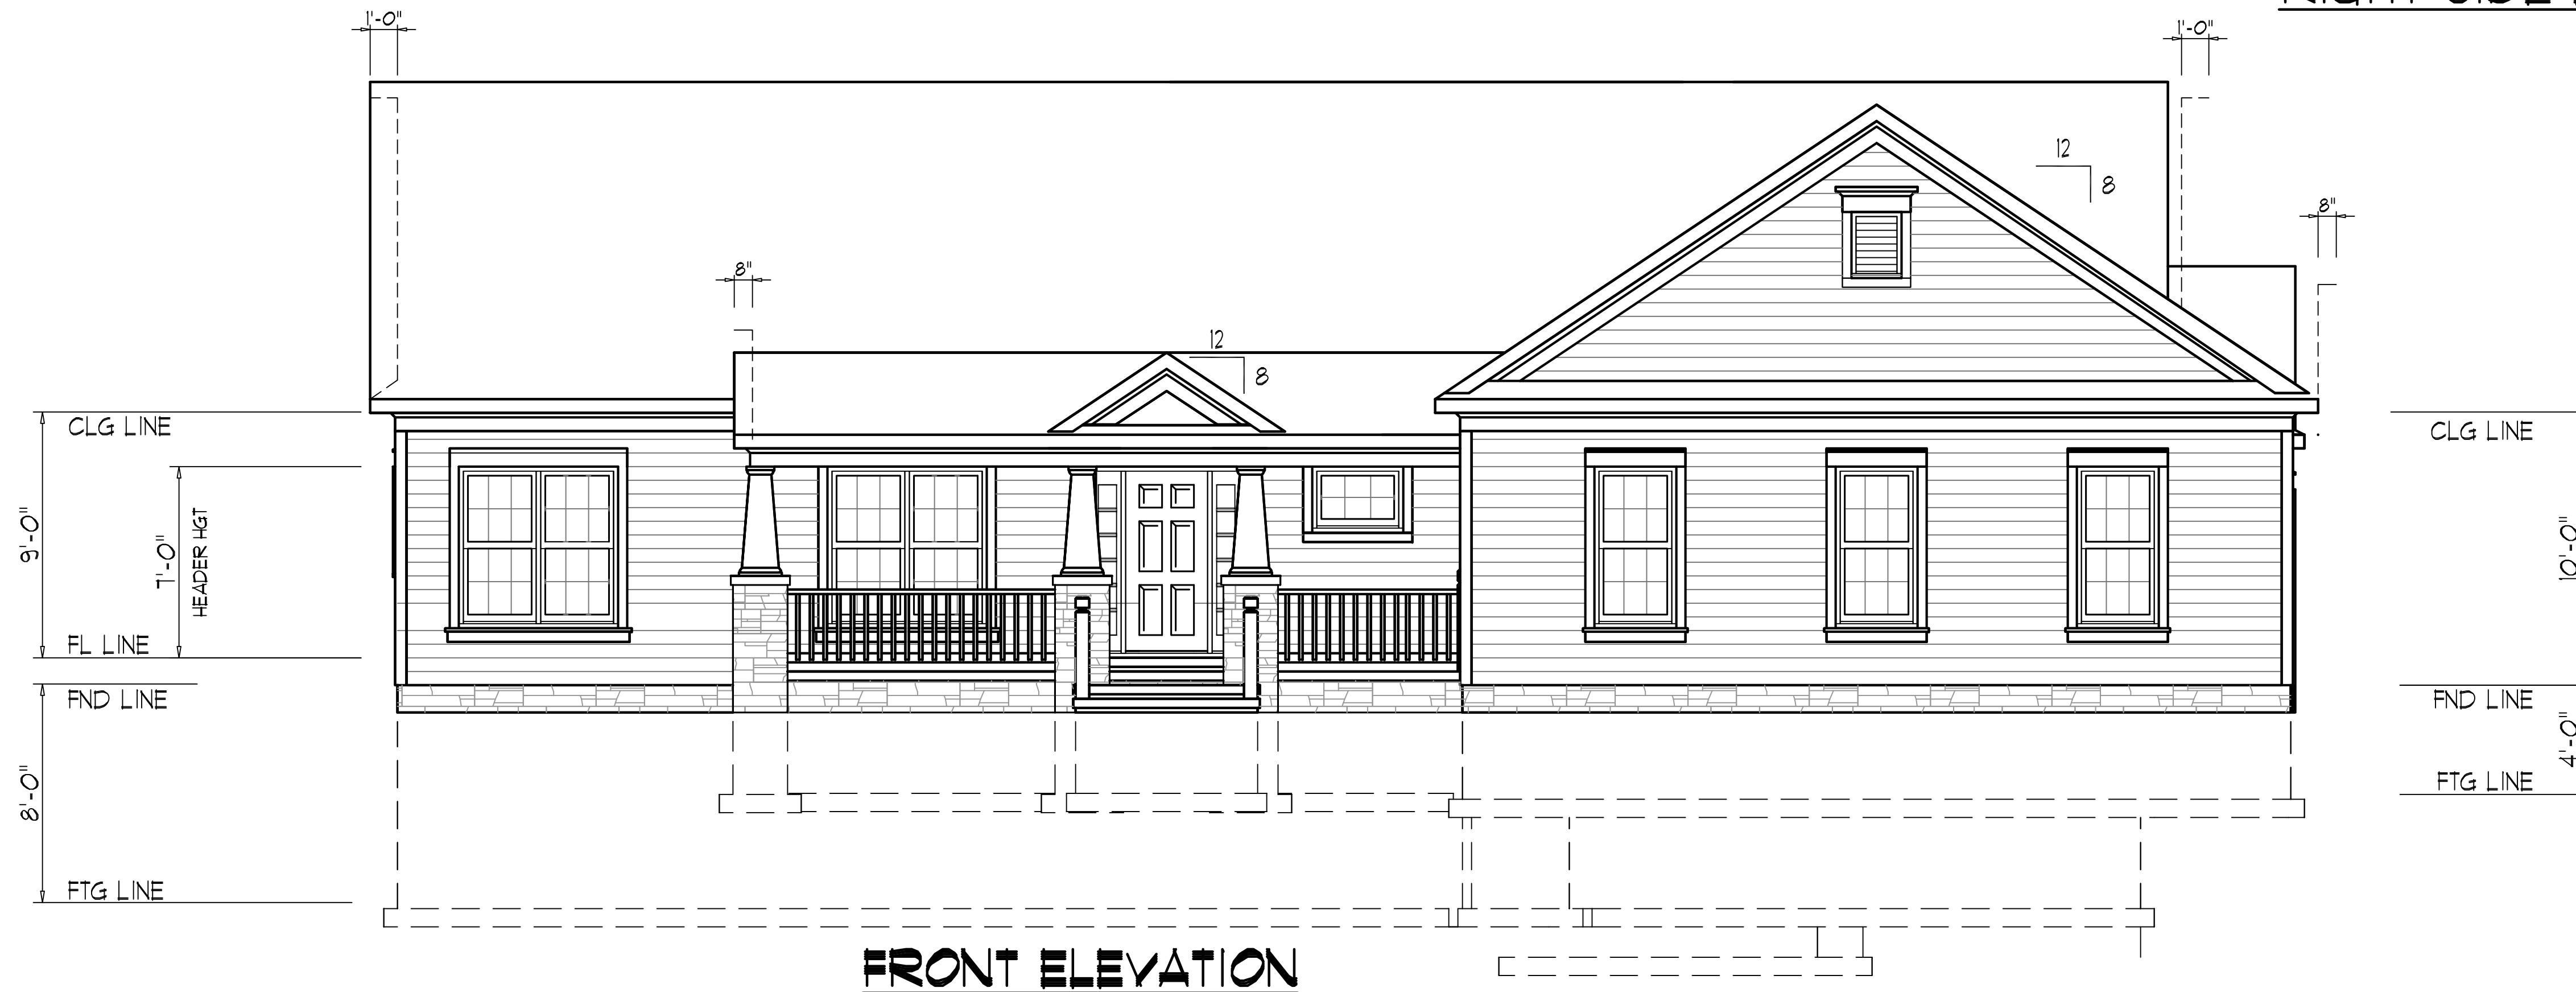 1'-0"
1'-0"
12
8
8"
8"
12
8
CLG LINE
CLG LINE
9'-0"
7'-0"
HEADER HGT
10'-0"
FL LINE
FND LINE
FND LINE
4'-0"
FTG LINE
8'-0"
FTG LINE
FRONT ELEVATION